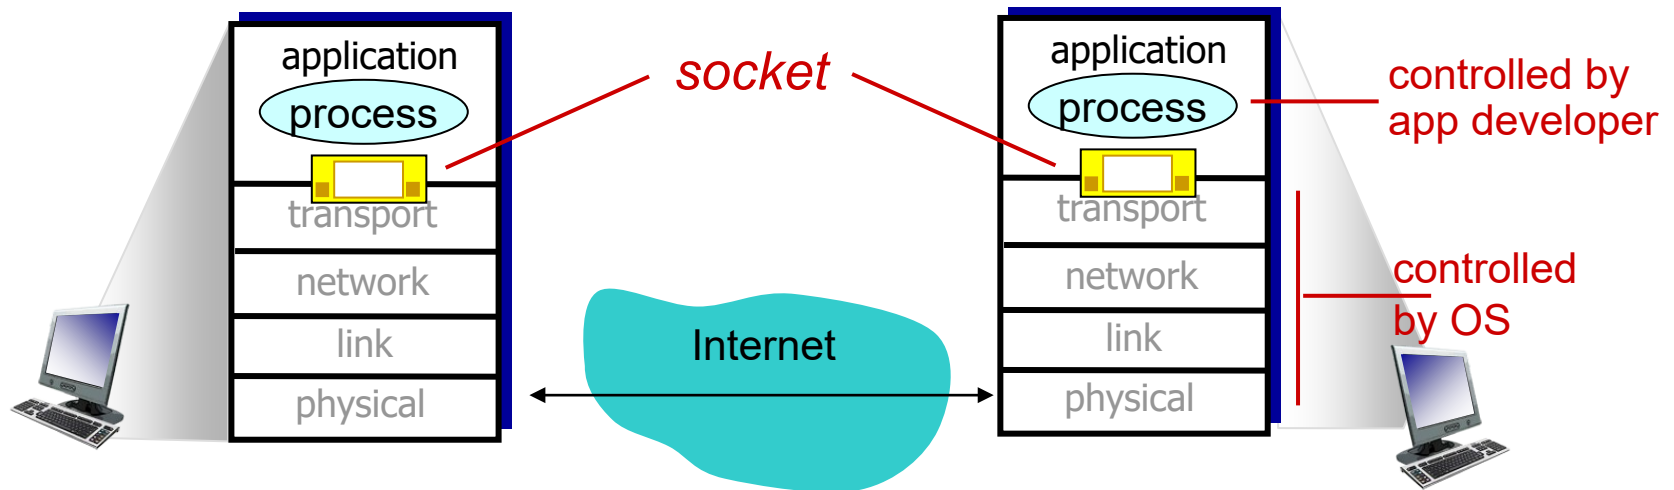 application
process
transport
network
link
physical
socket
Internet
application
process
transport
network
link
physical
controlled by
app developer
controlled
by OS